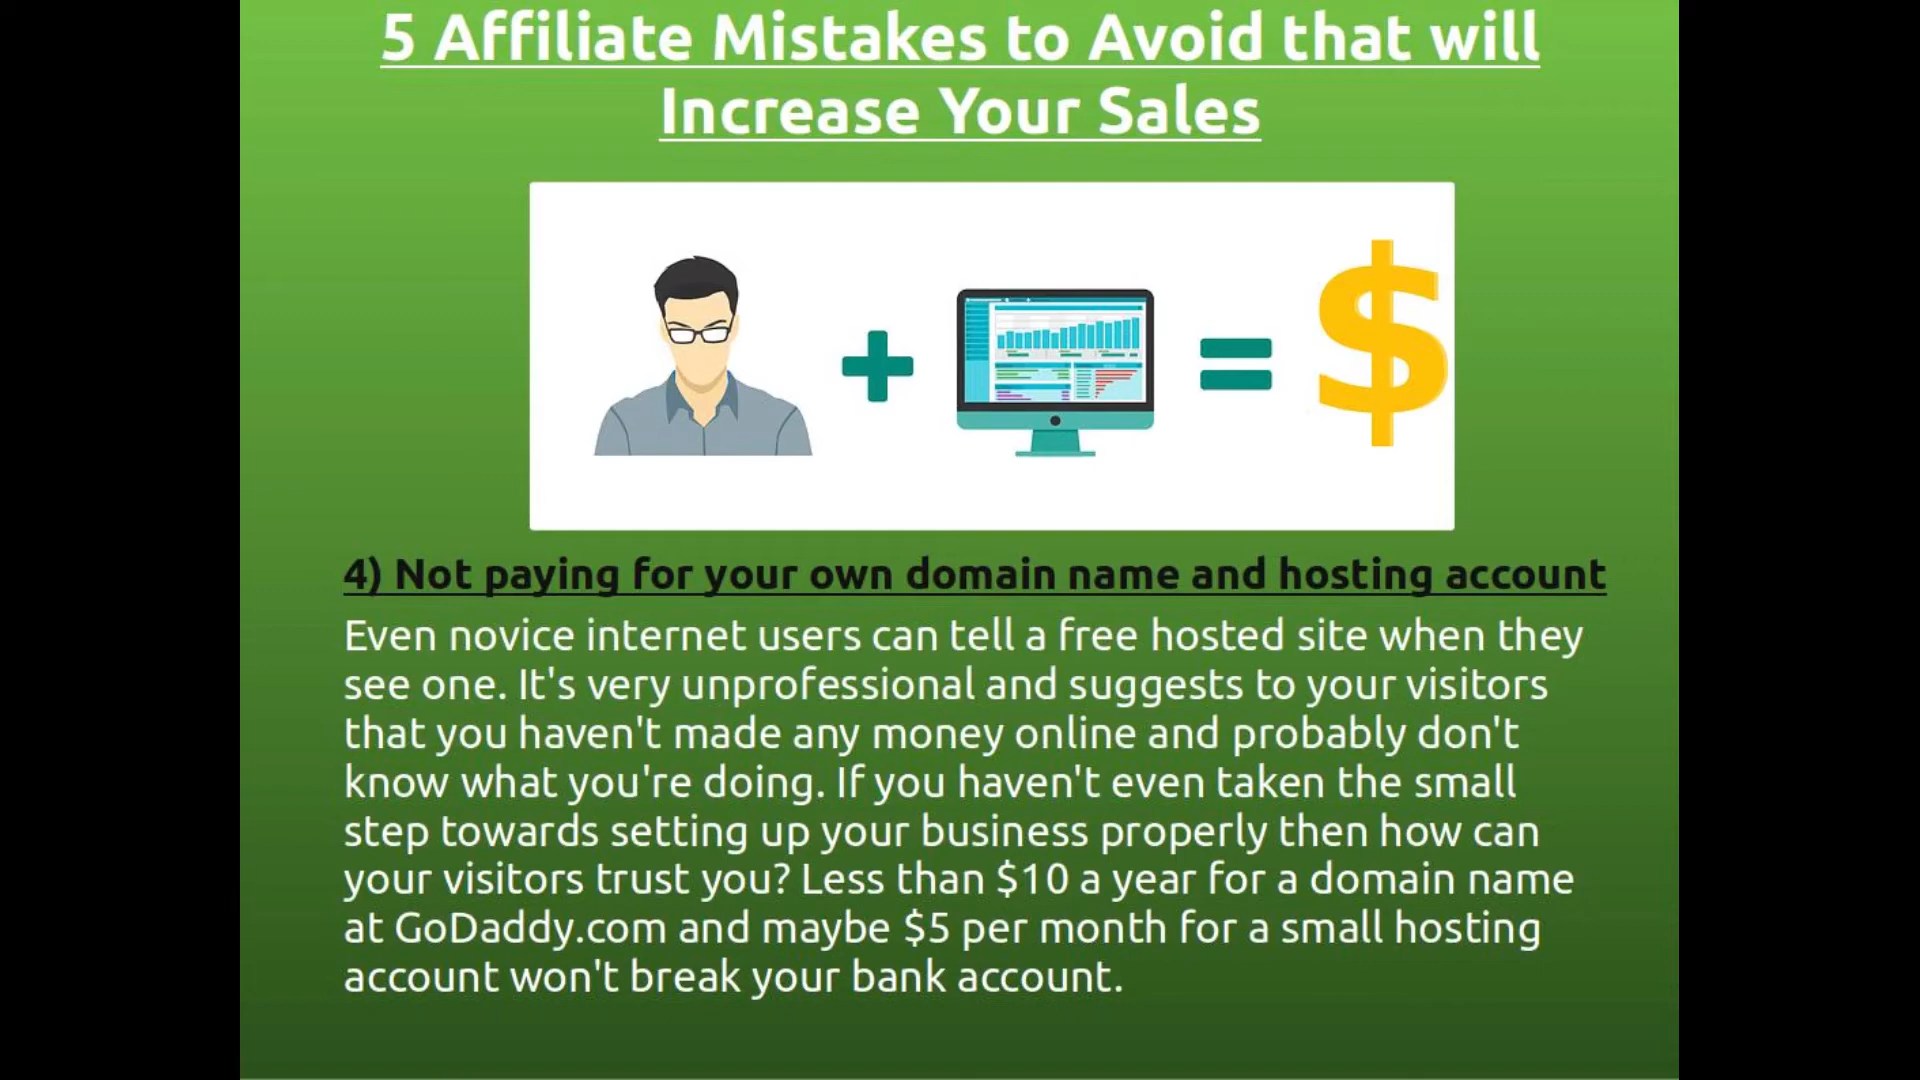 5 Affiliate Mistakes to Avoid that will
Increase Your Sales
+
=
$
4) Not paying for your own domain name and hosting account
Even novice internet users can tell a free hosted site when they
see one. It's very unprofessional and suggests to your visitors
that you haven't made any money online and probably don't
know what you're doing. If you haven't even taken the small
step towards setting up your business properly then how can
your visitors trust you? Less than $10 a year for a domain name
at GoDaddy.com and maybe $5 per month for a small hosting
account won't break your bank account.